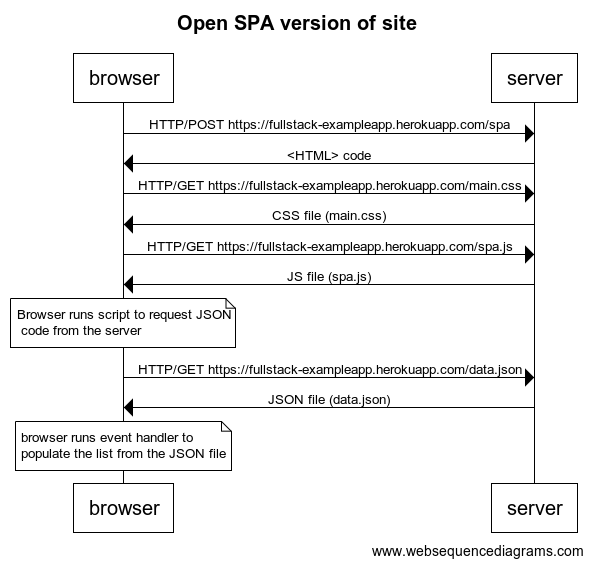 Open SPA version of site
browser
server
HTTP/POST https://fullstack-exampleapp.herokuapp.com/spa
<HTML> code
HTTP/GET https://fullstack-exampleapp.herokuapp.com/main.css
CSS file (main.css)
HTTP/GET https://fullstack-exampleapp.herokuapp.com/spa.js
JS file (spa.js)
Browser runs script to request JSON
code from the server
HTTP/GET https://fullstack-exampleapp.herokuapp.com/data.json
JSON file (data.json)
browser runs event handler to
populate the list from the JSON file
browser
server
www.websequencediagrams.com